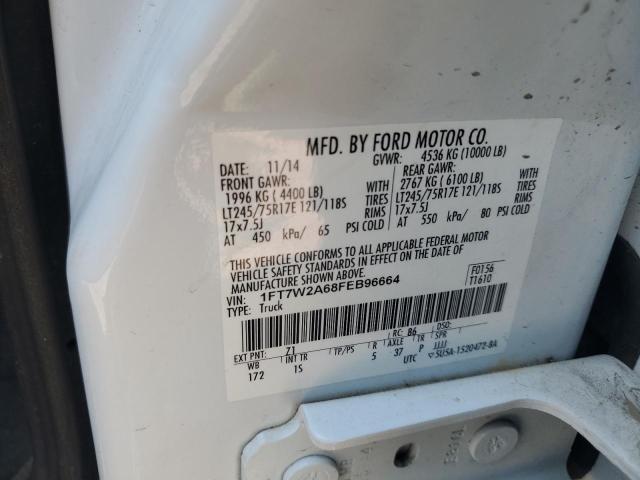 MFD. BY FORD MOTOR CO.
DATE: 11/14 GVWR: 4536 KG (10000 LB)
FRONT GAWR: REAR GAWR:
1996 KG ( 4400 LB) WITH 2767 KG ( 6100 LB) WITH
LT245/75R17E 121/118S TIRES LT245/75R17E 121/118S TIRES
17x7.5J RIMS 17x7.5J RIMS
AT 450 kPa/ 65 PSI COLD AT 550 kPa/ 80 PSI COLD
THIS VEHICLE CONFORMS TO ALL APPLICABLE FEDERAL MOTOR
VEHICLE SAFETY STANDARDS IN EFFECT ON THE DATE OF
MANUFACTURE SHOWN ABOVE.
VIN: 1FT7W2A68FEB96664 F0156
TYPE: Truck T1610
EXT PNT: Z1 RC: B6 DSO:
WB INT TR TP/PS R AXLE TR SPR
172 1S 5 37 P JJJJ
UTC 5USA-1520472-BA